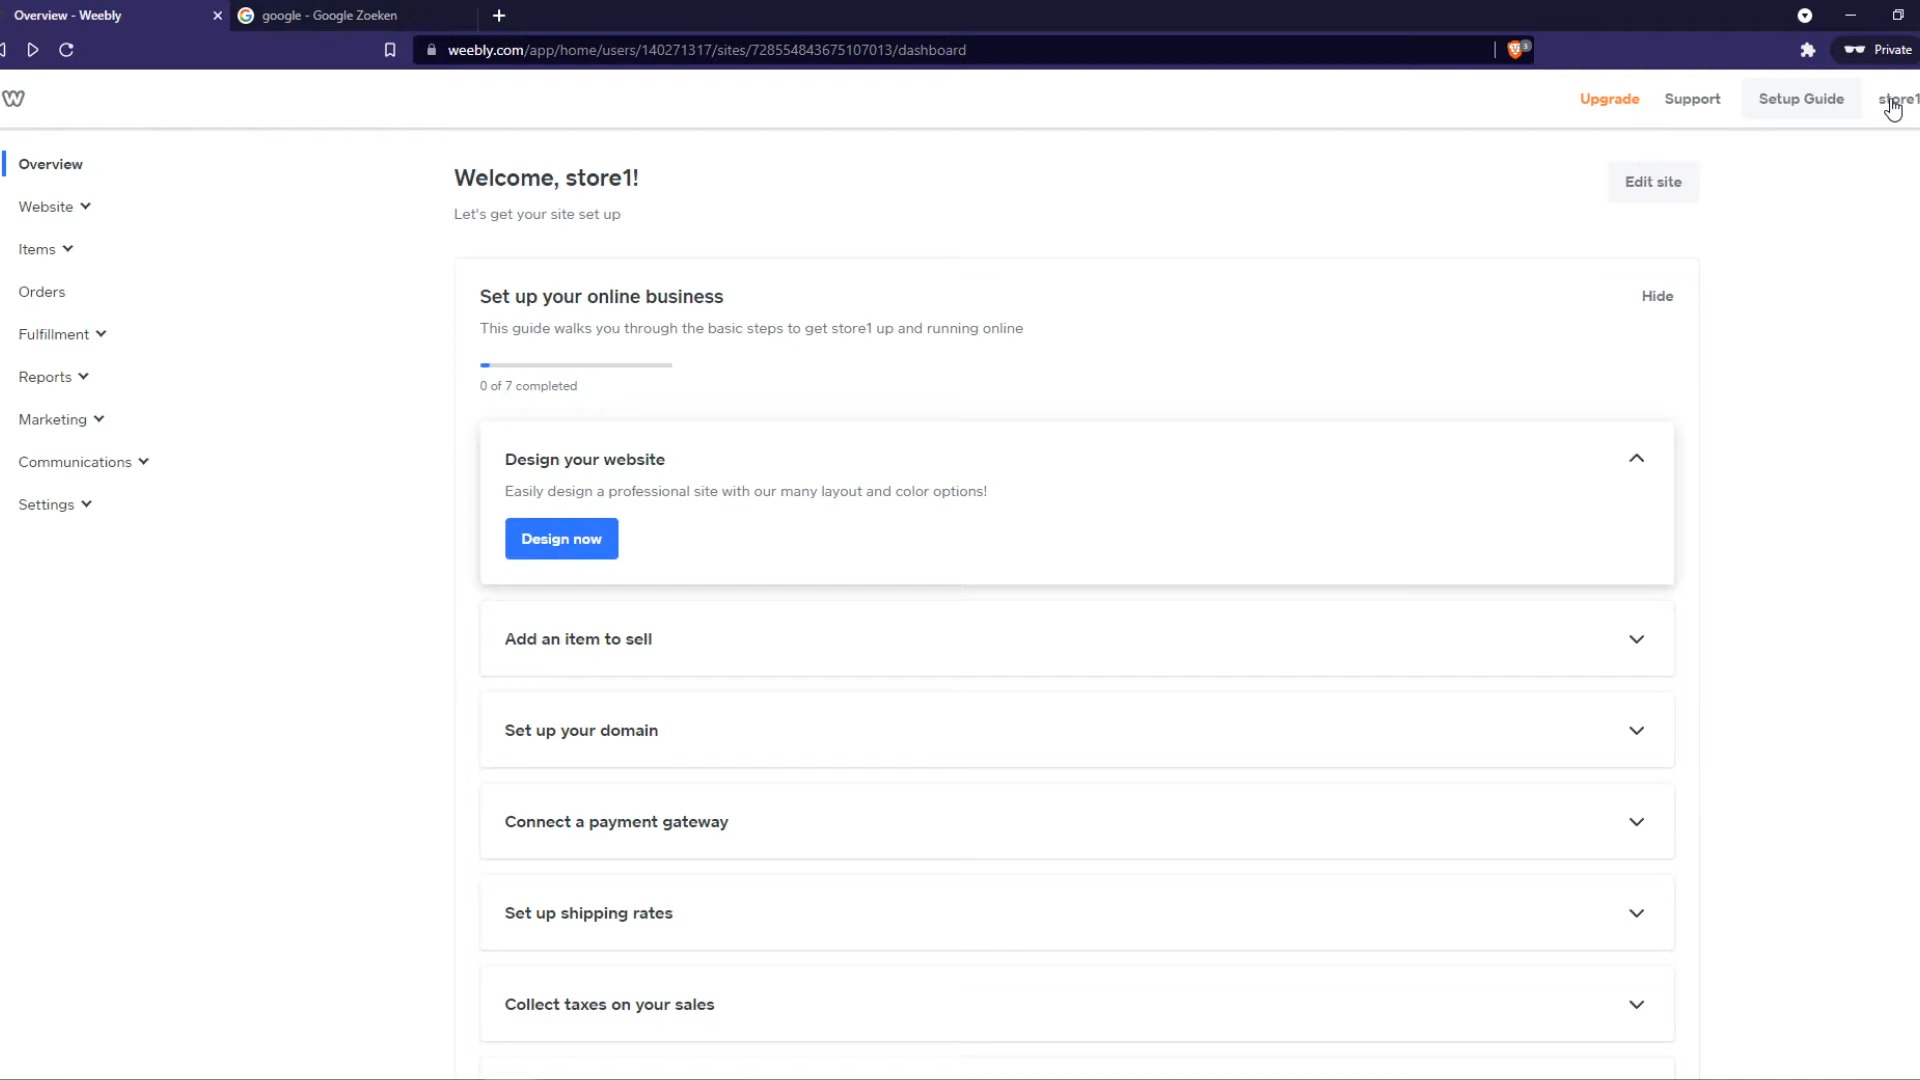 Overview - Weebly
google - Google Zoeken
weebly.com/app/home/users/140271317/sites/728554843675107013/dashboard
3
Private
Upgrade
Support
Setup Guide
store1
Overview
Website
Items
Orders
Fulfillment
Reports
Marketing
Communications
Settings
Welcome, store1!
Let's get your site set up
Edit site
Set up your online business
Hide
This guide walks you through the basic steps to get store1 up and running online
0 of 7 completed
Design your website
Easily design a professional site with our many layout and color options!
Design now
Add an item to sell
Set up your domain
Connect a payment gateway
Set up shipping rates
Collect taxes on your sales